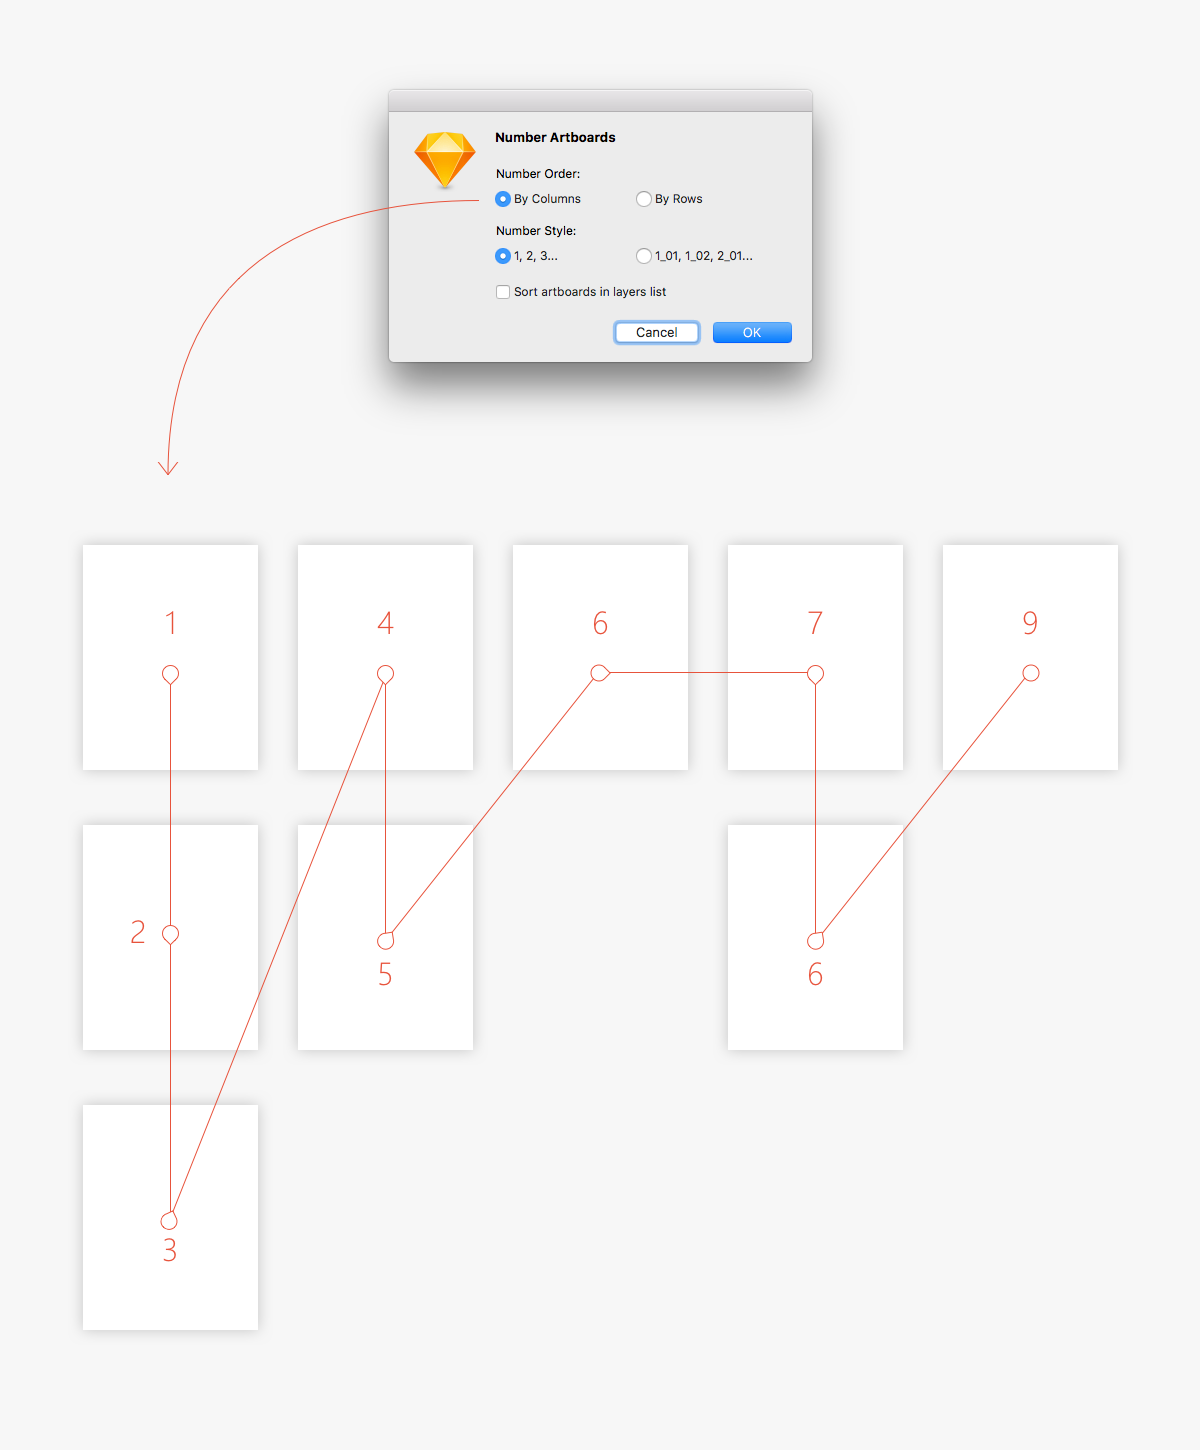 Number Artboards
Number Order:
By Columns By Rows
Number Style:
1, 2, 3... 1_01, 1_02, 2_01...
Sort artboards in layers list
Cancel OK
1 4 6 7 9
2
5 6
3